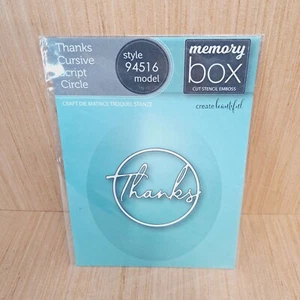 Thanks
Cursive
Script
Circle
style
94516
model
memory
box
CUT STENCIL EMBOSS
create beautiful
CRAFT DIE MATRICE TROQUEL STANZE
Thanks